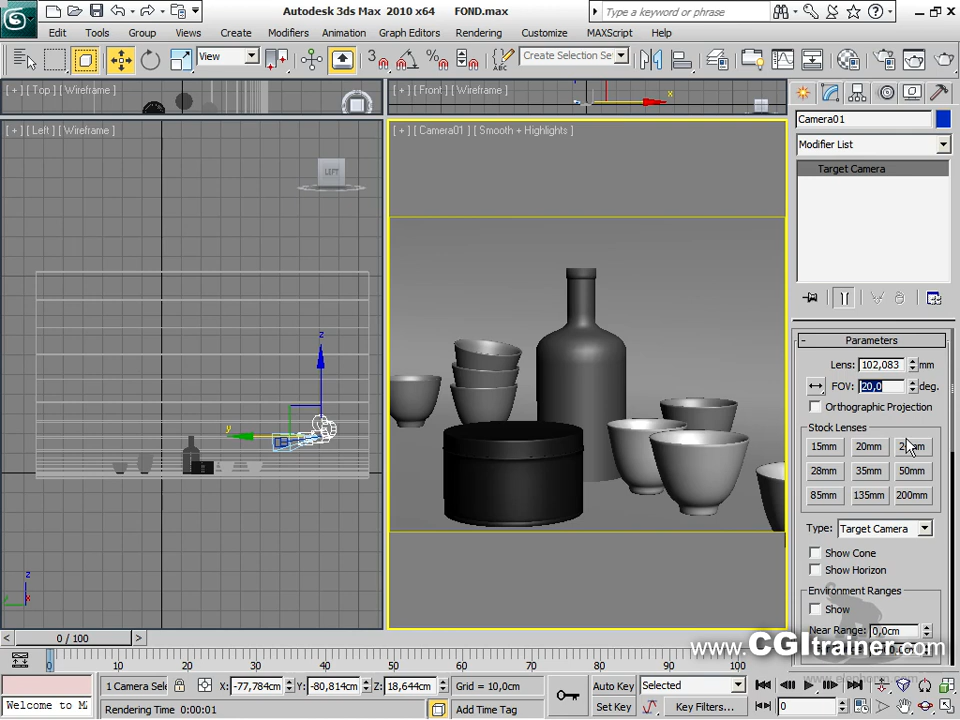 Autodesk 3ds Max 2010 x64 FOND.max
Type a keyword or phrase
Edit Tools Group Views Create Modifiers Animation Graph Editors Rendering Customize MAXScript Help
View
3
Create Selection Se
[ + ] [ Top ] [ Wireframe ]
[ + ] [ Front ] [ Wireframe ]
x
Camera01
[ + ] [ Left ] [ Wireframe ]
[ + ] [ Camera01 ] [ Smooth + Highlights ]
Modifier List
Target Camera
LEFT
z
y
- Parameters
Lens: 102,083 mm
FOV: 20,0 deg.
Orthographic Projection
Stock Lenses
15mm 20mm
28mm 35mm 50mm
85mm 135mm 200mm
Type: Target Camera
Show Cone
Show Horizon
Environment Ranges
Show
Near Range: 0,0cm
z
y x
www.CGItrainer.com
< 0 / 100 >
0 10 20 30 40 50 60 70 80 90 100
1 Camera Sele X: -77,784cm Y: -80,814cm Z: 18,644cm Grid = 10,0cm Auto Key Selected
Welcome to M
Rendering Time 0:00:01 Add Time Tag Set Key Key Filters... 0